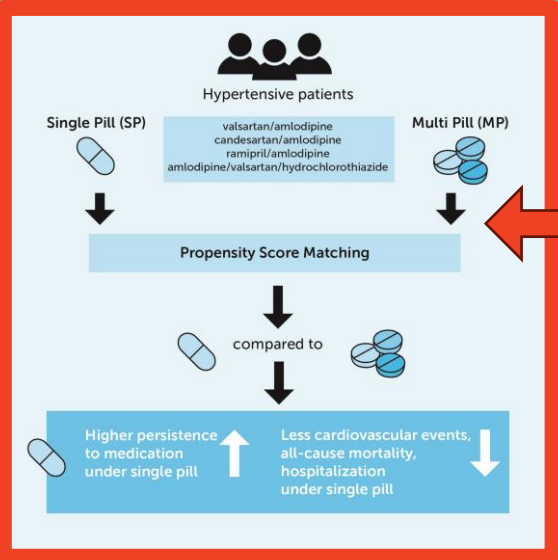 Hypertensive patients
Single Pill (SP)
valsartan/amlodipine
candesartan/amlodipine
ramipril/amlodipine
amlodipine/valsartan/hydrochlorothiazide
Multi Pill (MP)
Propensity Score Matching
compared to
Higher persistence
to medication
under single pill
Less cardiovascular events,
all-cause mortality,
hospitalization
under single pill